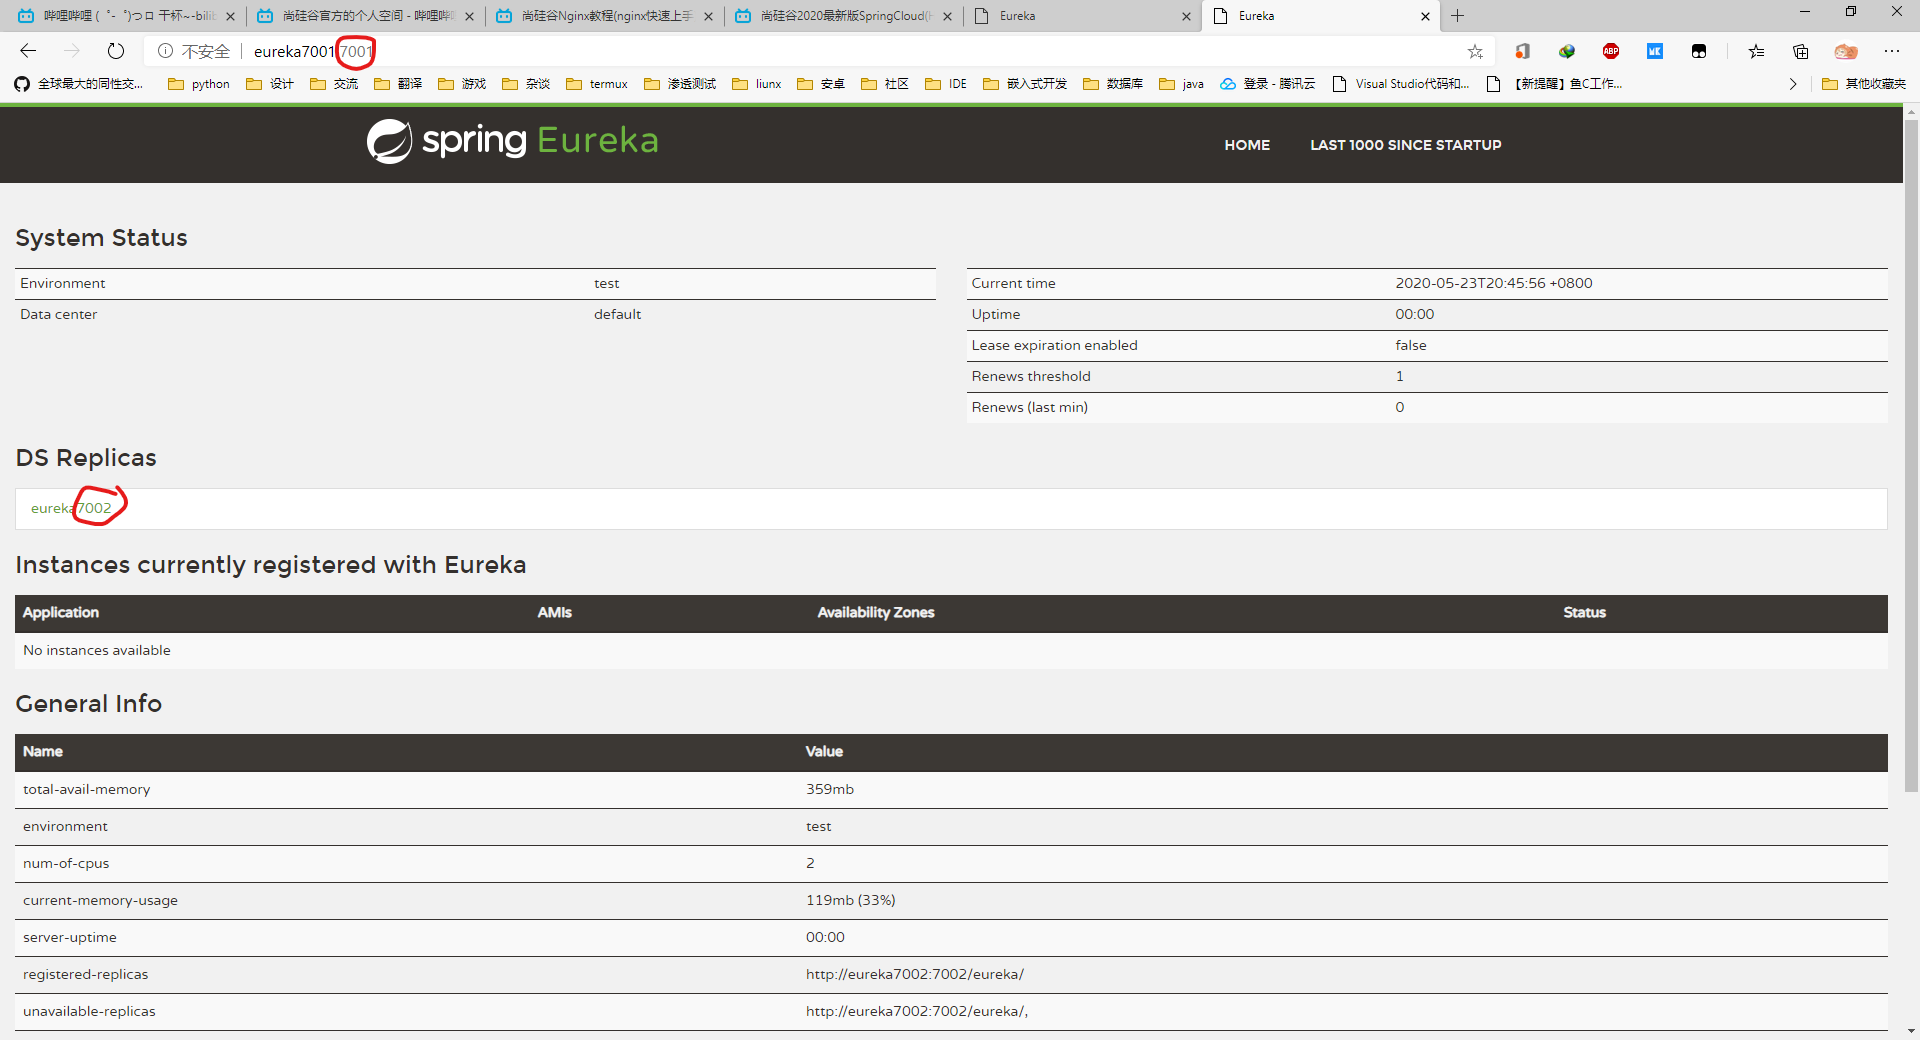 哔哩哔哩 (゜-゜)つロ 干杯~-bilib
尚硅谷官方的个人空间 - 哔哩哔
尚硅谷Nginx教程(nginx快速上手
尚硅谷2020最新版SpringCloud(H
Eureka
Eureka
不安全
eureka7001:7001
全球最大的同性交...
python
设计
交流
翻译
游戏
杂谈
termux
渗透测试
liunx
安卓
社区
IDE
嵌入式开发
数据库
java
登录 - 腾讯云
Visual Studio代码和...
【新提醒】鱼C工作...
其他收藏夹
spring Eureka
HOME
LAST 1000 SINCE STARTUP
System Status
Environment test
Data center default
Current time 2020-05-23T20:45:56 +0800
Uptime 00:00
Lease expiration enabled false
Renews threshold 1
Renews (last min) 0
DS Replicas
eureka7002
Instances currently registered with Eureka
Application AMIs Availability Zones Status
No instances available
General Info
Name Value
total-avail-memory 359mb
environment test
num-of-cpus 2
current-memory-usage 119mb (33%)
server-uptime 00:00
registered-replicas http://eureka7002:7002/eureka/
unavailable-replicas http://eureka7002:7002/eureka/,